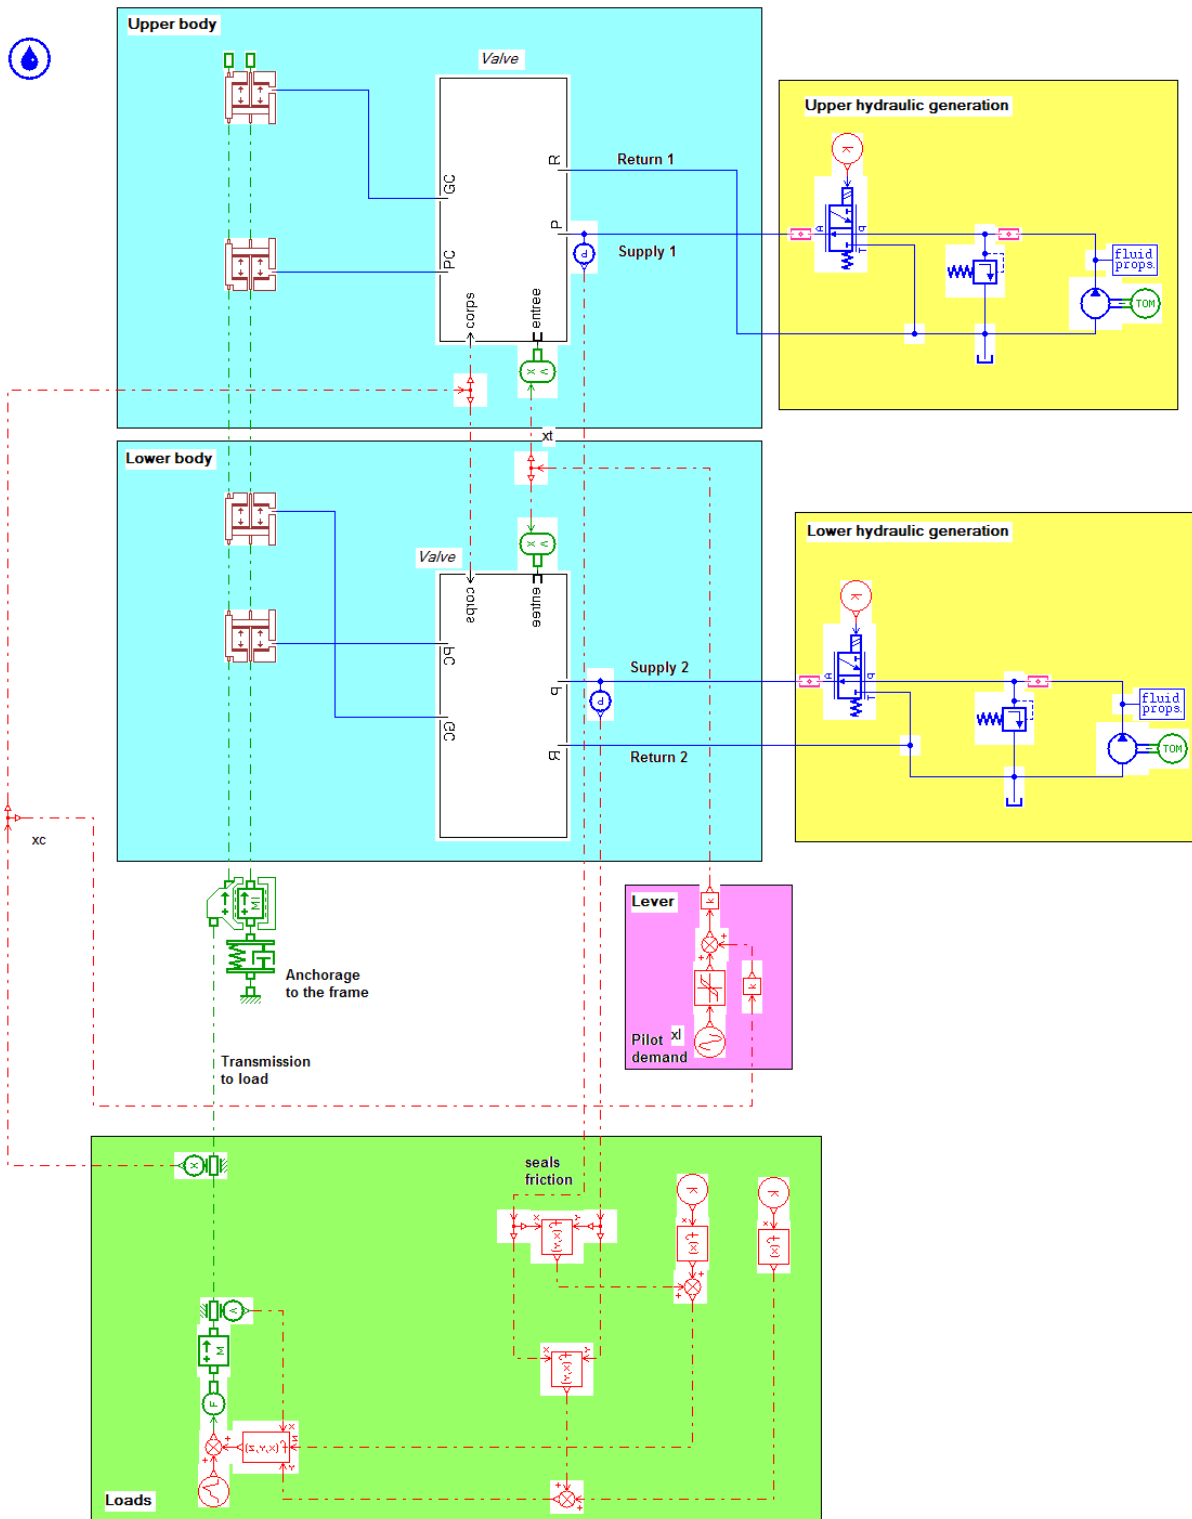 Upper body
Valve
Upper hydraulic generation
K
GC
R
Return 1
P
Supply 1
P
PC
A
P
T
fluid
props.
TOM
corps
entree
X
V
xt
Lower body
X
V
Valve
corps
entree
Lower hydraulic generation
K
PC
Supply 2
P
P
A
P
T
fluid
props.
TOM
GC
R
Return 2
xc
M
Lever
k
+
+
k
Anchorage
to the frame
Pilot
demand
xl
Transmission
to load
X
seals
friction
K
K
X
Y
f
(X,Y)
X
f(x)
X
f(x)
+
+
V
M
X
Y
f
(X,Y)
F
+
+
f
(X,Y,Z)
X
Y
+
+
Loads